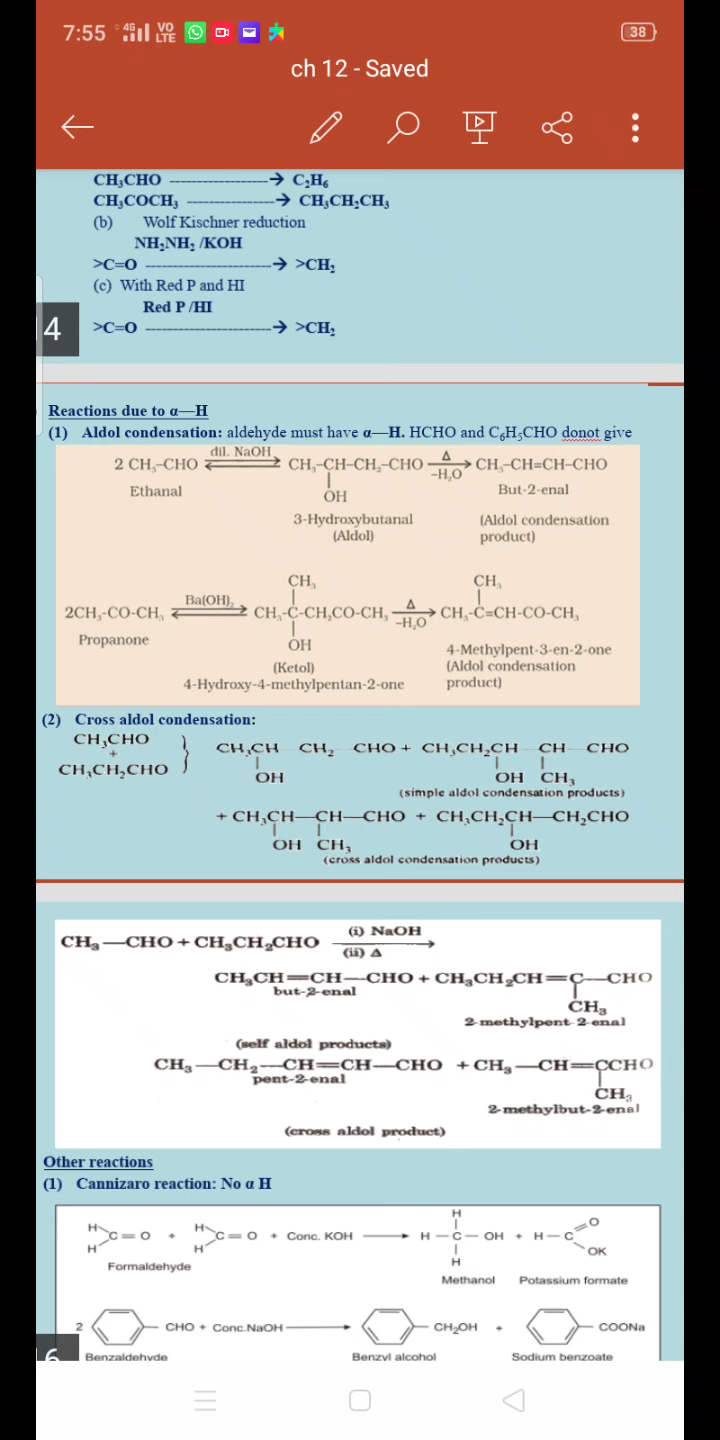 7:55 4G VO LTE 38
ch 12 - Saved
CH₃CHO ------------------→ C₂H₆
CH₃COCH₃ ----------------→ CH₃CH₂CH₃
(b) Wolf Kischner reduction
NH₂NH₂ /KOH
>C=O -----------------------→ >CH₂
(c) With Red P and HI
Red P /HI
>C=O -----------------------→ >CH₂
4
Reactions due to α—H
(1) Aldol condensation: aldehyde must have α—H. HCHO and C₆H₅CHO donot give
2 CH₃-CHO dil. NaOH ⇌ CH₃-CH-CH₂-CHO Δ -H₂O → CH₃-CH=CH-CHO
Ethanal OH But-2-enal
3-Hydroxybutanal (Aldol condensation
(Aldol) product)
CH₃ CH₃
2CH₃-CO-CH₃ Ba(OH)₂ ⇌ CH₃-C-CH₂CO-CH₃ Δ -H₂O → CH₃-C=CH-CO-CH₃
Propanone OH 4-Methylpent-3-en-2-one
(Ketol) (Aldol condensation
4-Hydroxy-4-methylpentan-2-one product)
(2) Cross aldol condensation:
CH₃CHO
+
CH₃CH₂CHO } CH₃CH CH₂ CHO + CH₃CH₂CH CH CHO
OH OH CH₃
(simple aldol condensation products)
+ CH₃CH—CH—CHO + CH₃CH₂CH—CH₂CHO
OH CH₃ OH
(cross aldol condensation products)
CH₃—CHO + CH₃CH₂CHO (i) NaOH (ii) Δ →
CH₃CH=CH—CHO + CH₃CH₂CH=C—CHO
but-2-enal CH₃
2-methylpent-2-enal
(self aldol products)
CH₃—CH₂—CH=CH—CHO + CH₃—CH=CCHO
pent-2-enal CH₃
2-methylbut-2-enal
(cross aldol product)
Other reactions
(1) Cannizaro reaction: No α H
H H C=O + H H C=O + Conc. KOH → H H—C—OH H + H—C O OK
Formaldehyde Methanol Potassium formate
2 CHO + Conc.NaOH → CH₂OH + COONa
6 Benzaldehyde Benzyl alcohol Sodium benzoate